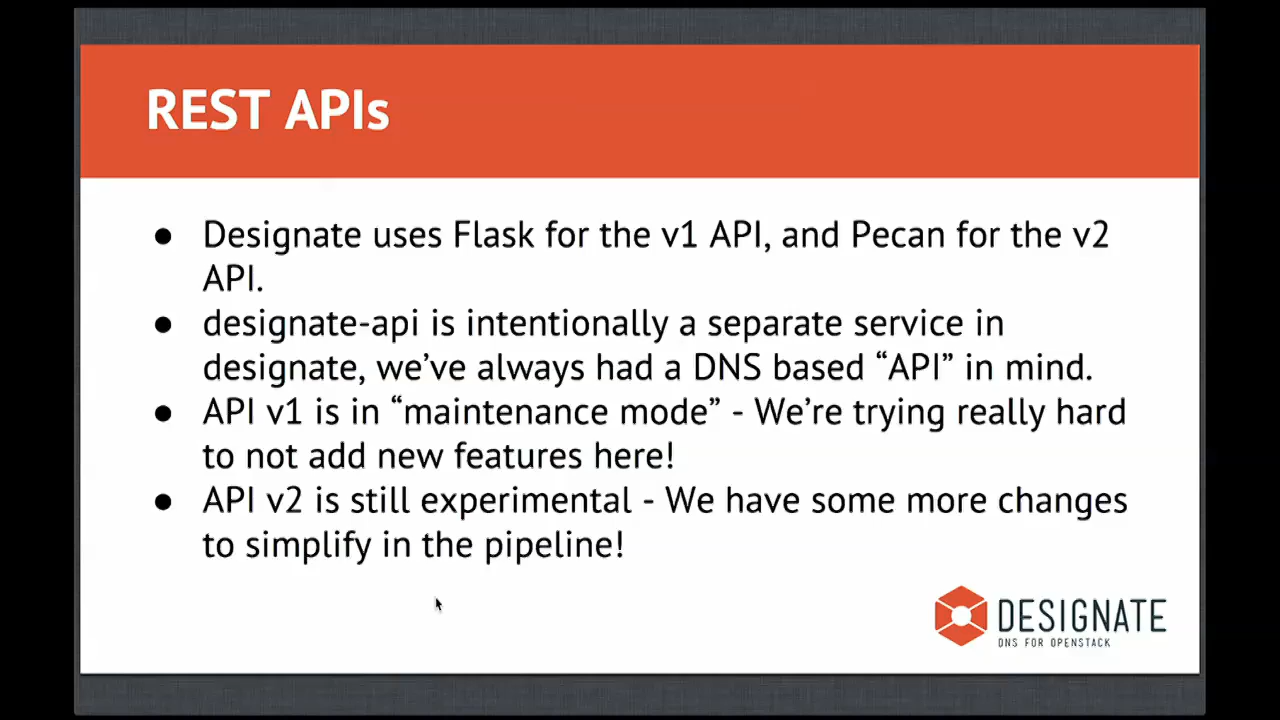 REST APIs
● Designate uses Flask for the v1 API, and Pecan for the v2
API.
● designate-api is intentionally a separate service in
designate, we’ve always had a DNS based “API” in mind.
● API v1 is in “maintenance mode” - We’re trying really hard
to not add new features here!
● API v2 is still experimental - We have some more changes
to simplify in the pipeline!
DESIGNATE
DNS FOR OPENSTACK